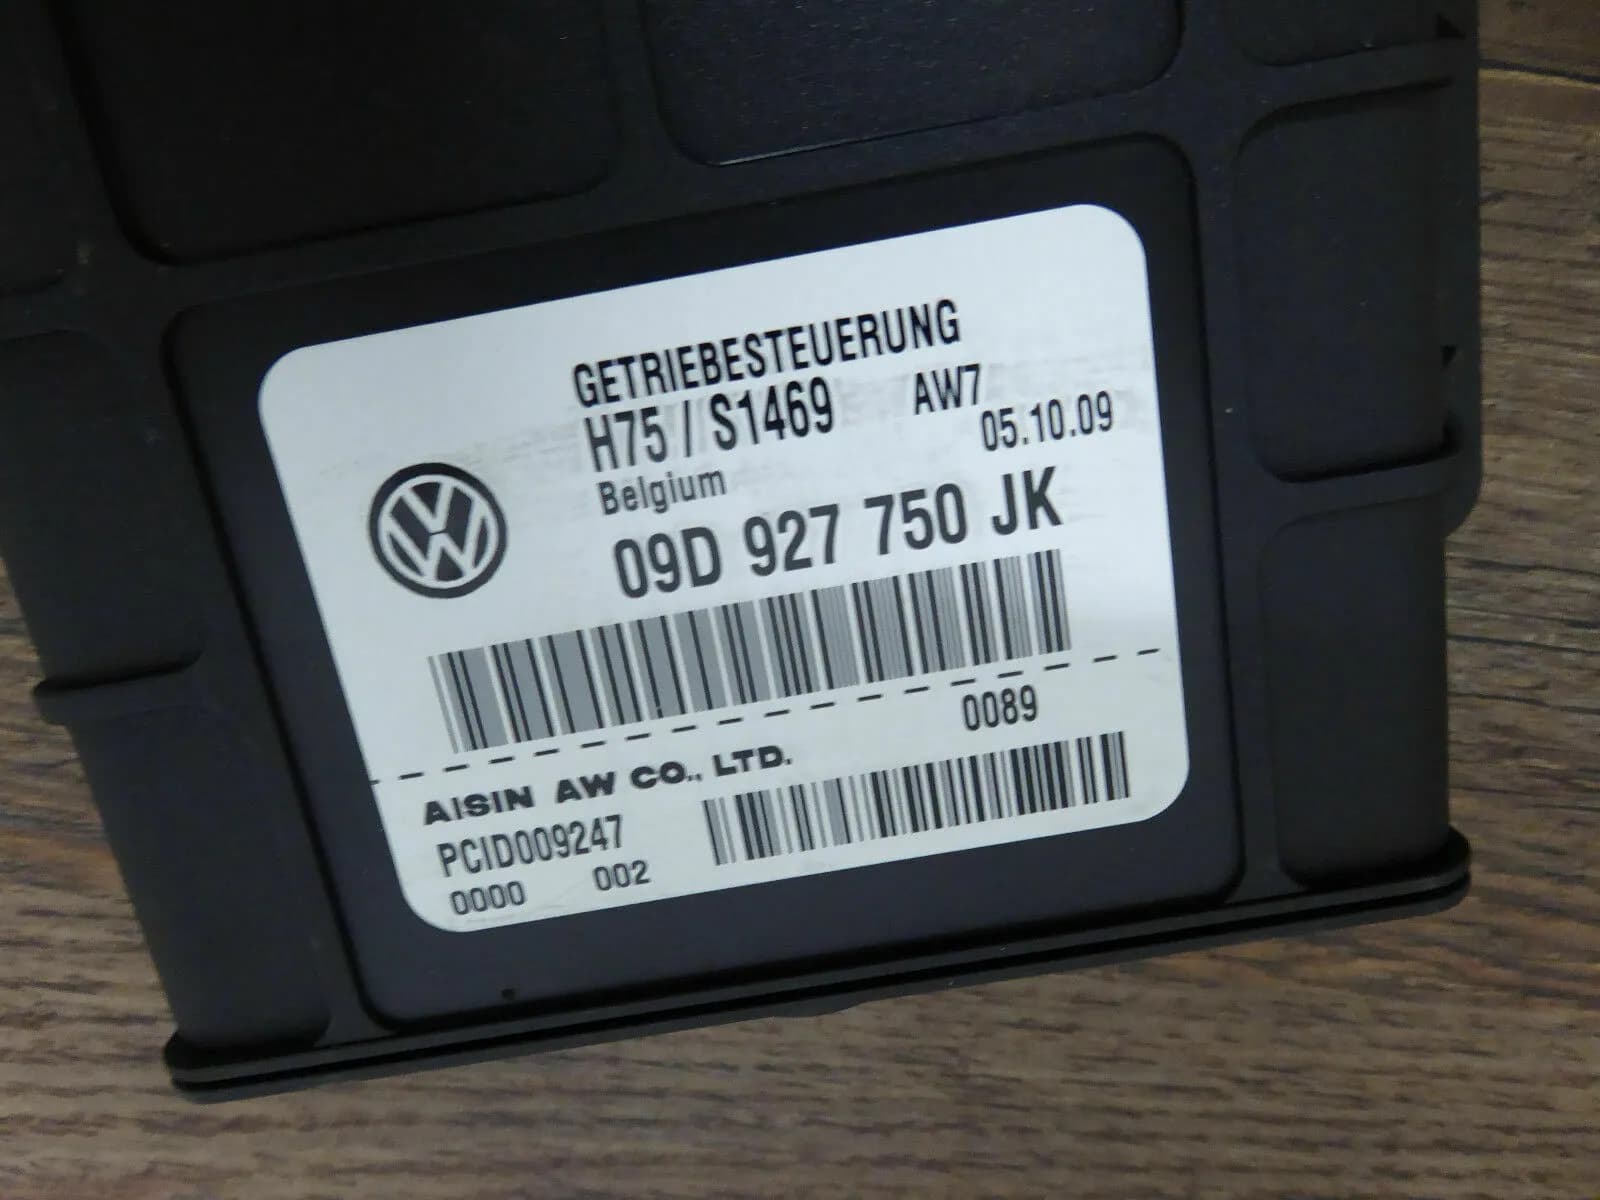 GETRIEBESTEUERUNG
H75 / S1469 AW7
05.10.09
Belgium
09D 927 750 JK
0089
AISIN AW CO., LTD.
PCID009247
0000 002